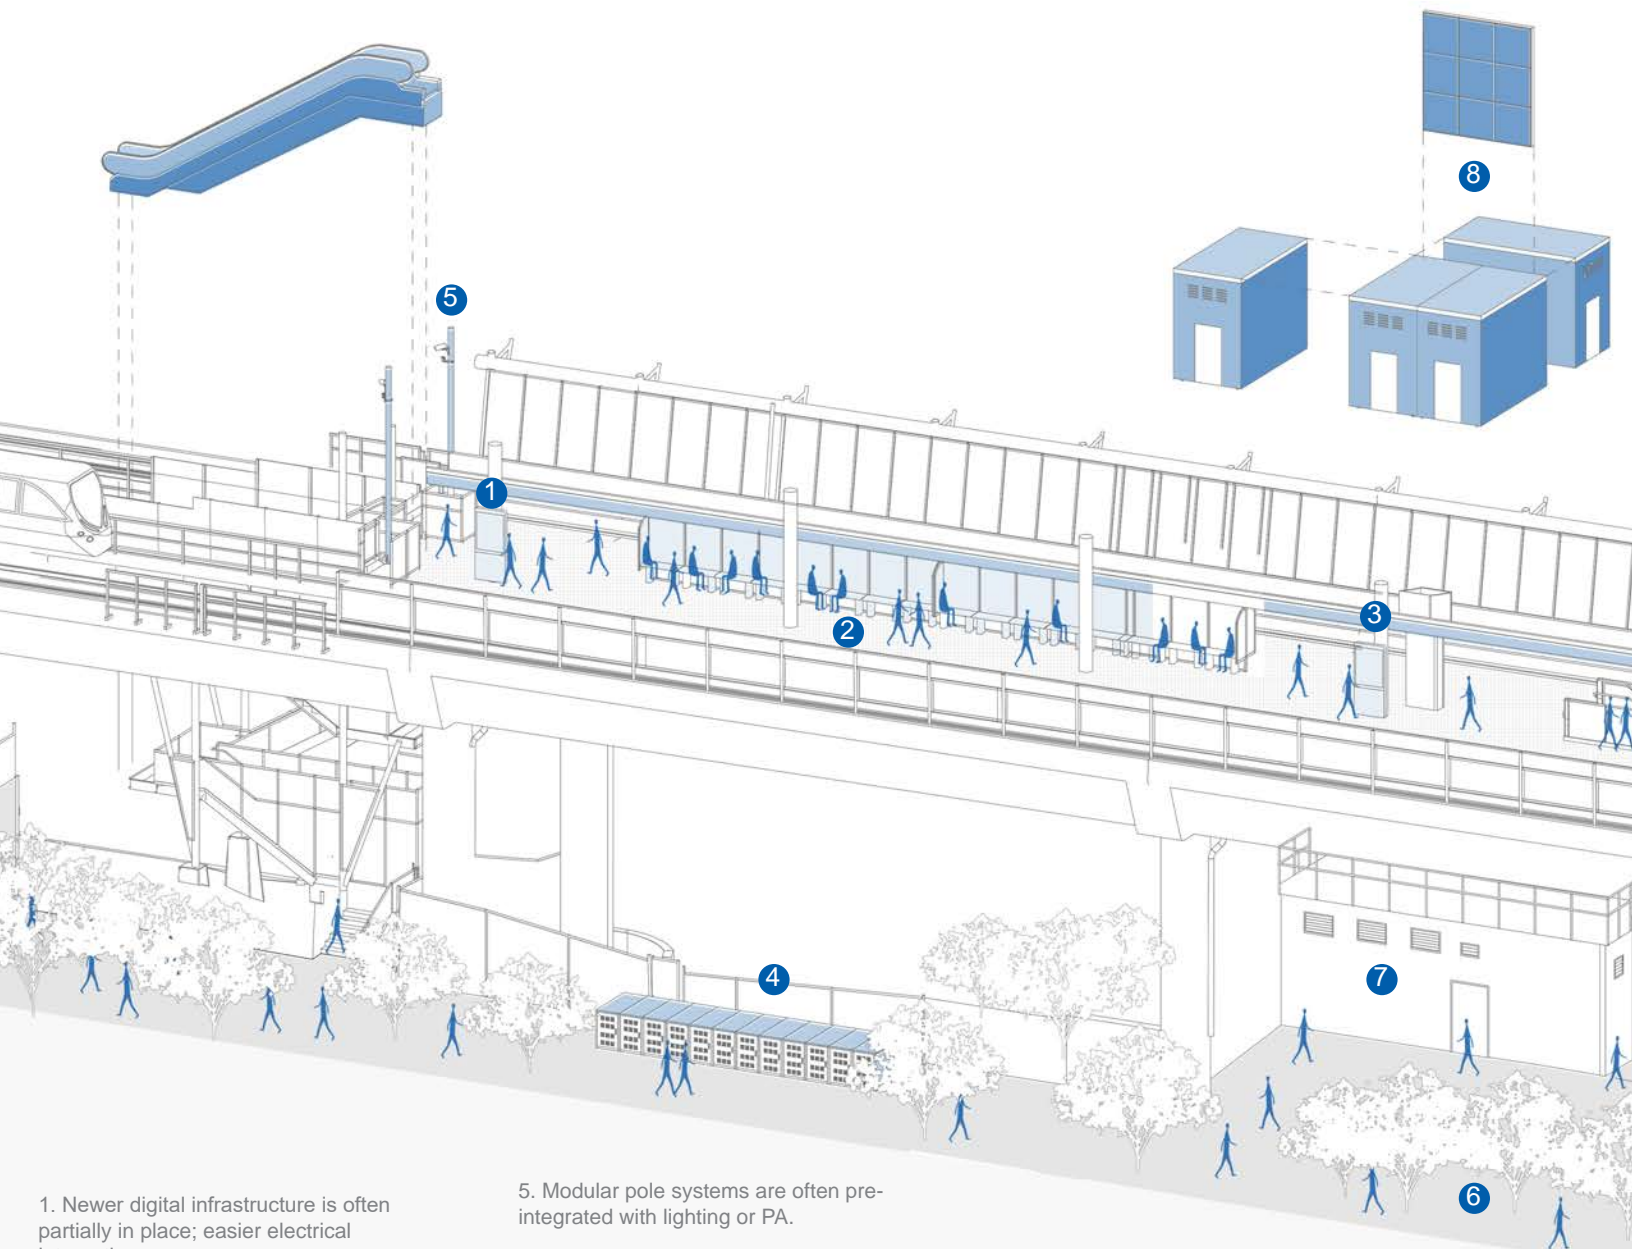 8
5
1
3
2
4
7
6
1. Newer digital infrastructure is often
partially in place; easier electrical
5. Modular pole systems are often pre-
integrated with lighting or PA.